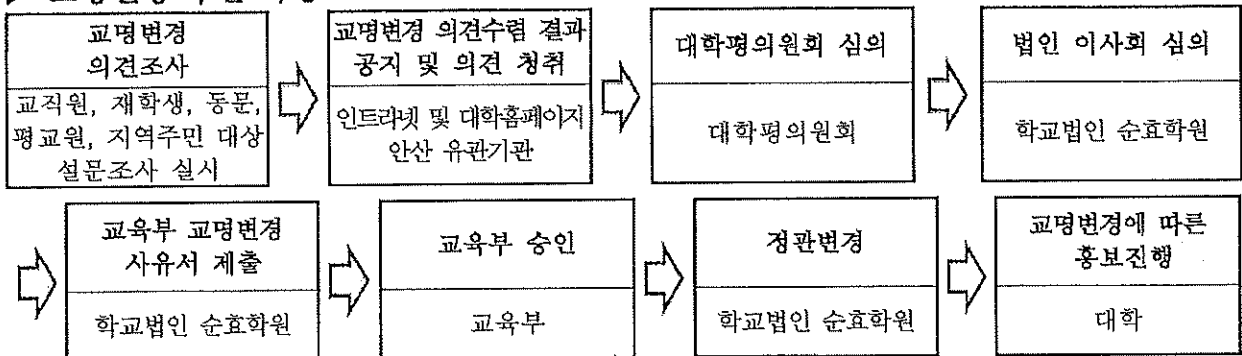 교명변경
의견조사
교직원, 재학생, 동문,
평교원, 지역주민 대상
설문조사 실시
교명변경 의견수렴 결과
공지 및 의견 청취
인트라넷 및 대학홈페이지
안산 유관기관
대학평의원회 심의
대학평의원회
법인 이사회 심의
학교법인 순효학원
교육부 교명변경
사유서 제출
학교법인 순효학원
교육부 승인
교육부
정관변경
학교법인 순효학원
교명변경에 따른
홍보진행
대학